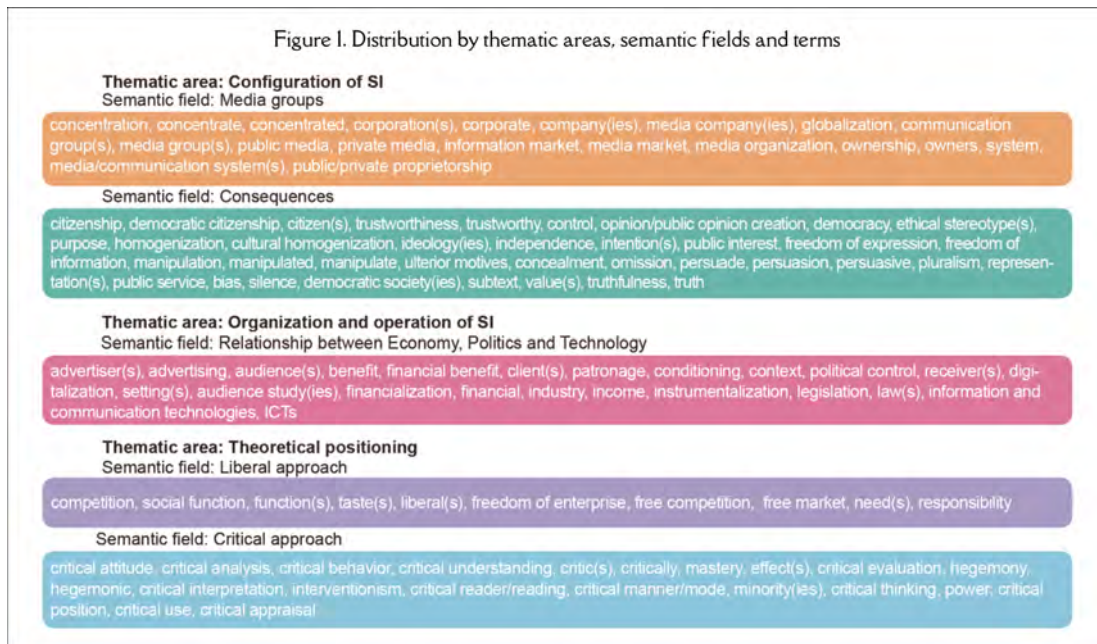 Figure 1. Distribution by thematic areas, semantic fields and terms
Thematic area: Configuration of SI
Semantic field: Media groups
concentration, concentrate, concentrated, corporation(s), corporate, company(ies), media company(ies), globalization, communication
group(s), media group(s), public media, private media, information market, media market, media organization, ownership, owners, system,
media/communication system(s), public/private proprietorship
Semantic field: Consequences
citizenship, democratic citizenship, citizen(s), trustworthiness, trustworthy, control, opinion/public opinion creation, democracy, ethical stereotype(s),
purpose, homogenization, cultural homogenization, ideology(ies), independence, intention(s), public interest, freedom of expression, freedom of
information, manipulation, manipulated, manipulate, ulterior motives, concealment, omission, persuade, persuasion, persuasive, pluralism, represen-
tation(s), public service, bias, silence, democratic society(ies), subtext, value(s), truthfulness, truth
Thematic area: Organization and operation of SI
Semantic field: Relationship between Economy, Politics and Technology
advertiser(s), advertising, audience(s), benefit, financial benefit, client(s), patronage, conditioning, context, political control, receiver(s), digi-
talization, setting(s), audience study(ies), financialization, financial, industry, income, instrumentalization, legislation, law(s), information and
communication technologies, ICTs
Thematic area: Theoretical positioning
Semantic field: Liberal approach
competition, social function, function(s), taste(s), liberal(s), freedom of enterprise, free competition, free market, need(s), responsibility
Semantic field: Critical approach
critical attitude, critical analysis, critical behavior, critical understanding, critic(s), critically, mastery, effect(s), critical evaluation, hegemony,
hegemonic, critical interpretation, interventionism, critical reader/reading, critical manner/mode, minority(ies), critical thinking, power, critical
position, critical use, critical appraisal